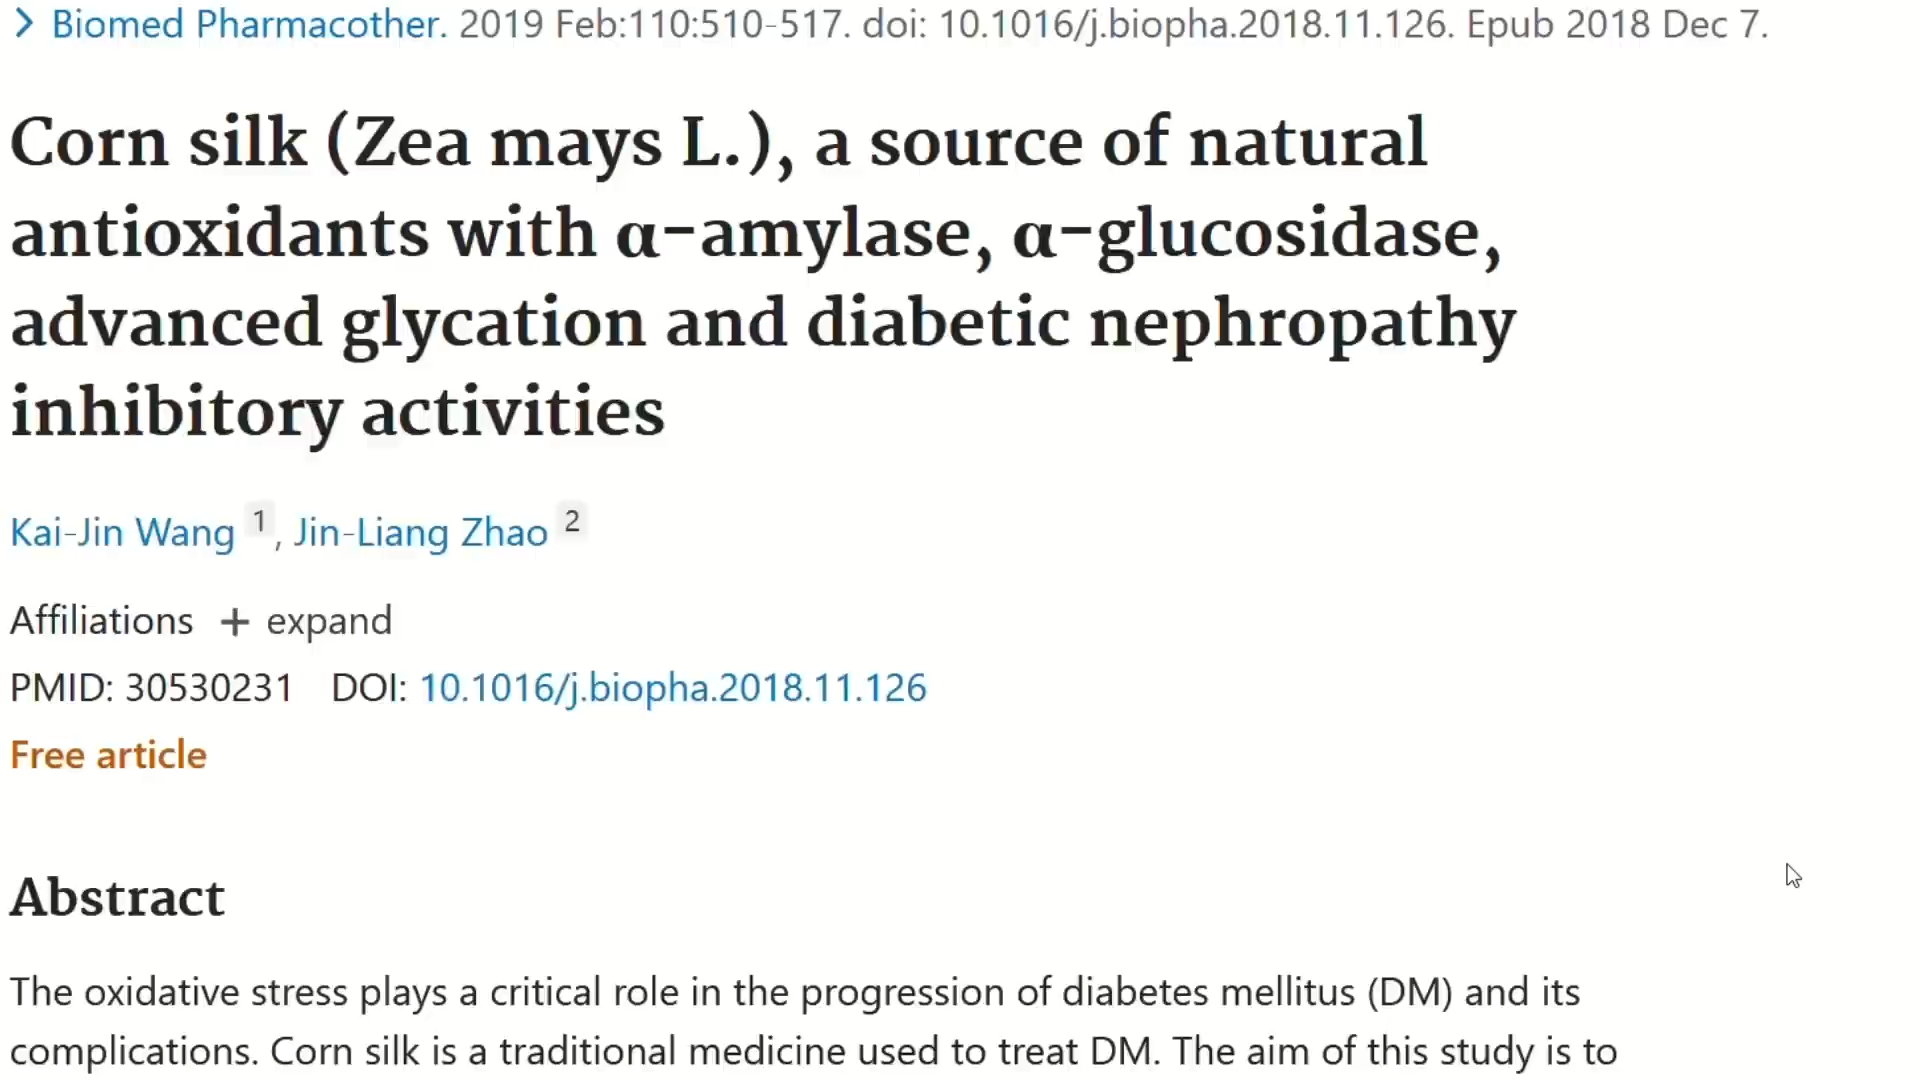 Biomed Pharmacother. 2019 Feb:110:510-517. doi: 10.1016/j.biopha.2018.11.126. Epub 2018 Dec 7.
Corn silk (Zea mays L.), a source of natural
antioxidants with α-amylase, α-glucosidase,
advanced glycation and diabetic nephropathy
inhibitory activities
Kai-Jin Wang 1, Jin-Liang Zhao 2
Affiliations + expand
PMID: 30530231 DOI: 10.1016/j.biopha.2018.11.126
Free article
Abstract
The oxidative stress plays a critical role in the progression of diabetes mellitus (DM) and its
complications. Corn silk is a traditional medicine used to treat DM. The aim of this study is to